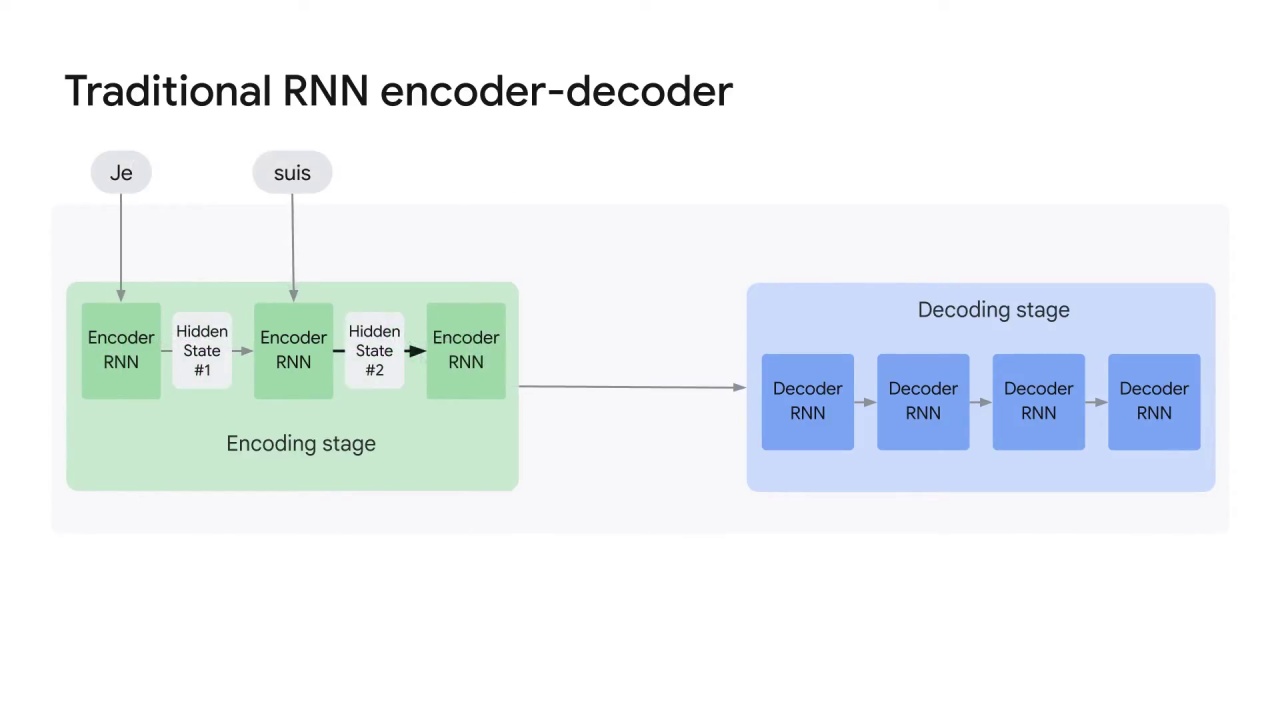 Traditional RNN encoder-decoder
Je
suis
Encoder
RNN
Hidden
State
#1
Encoder
RNN
Hidden
State
#2
Encoder
RNN
Encoding stage
Decoding stage
Decoder
RNN
Decoder
RNN
Decoder
RNN
Decoder
RNN